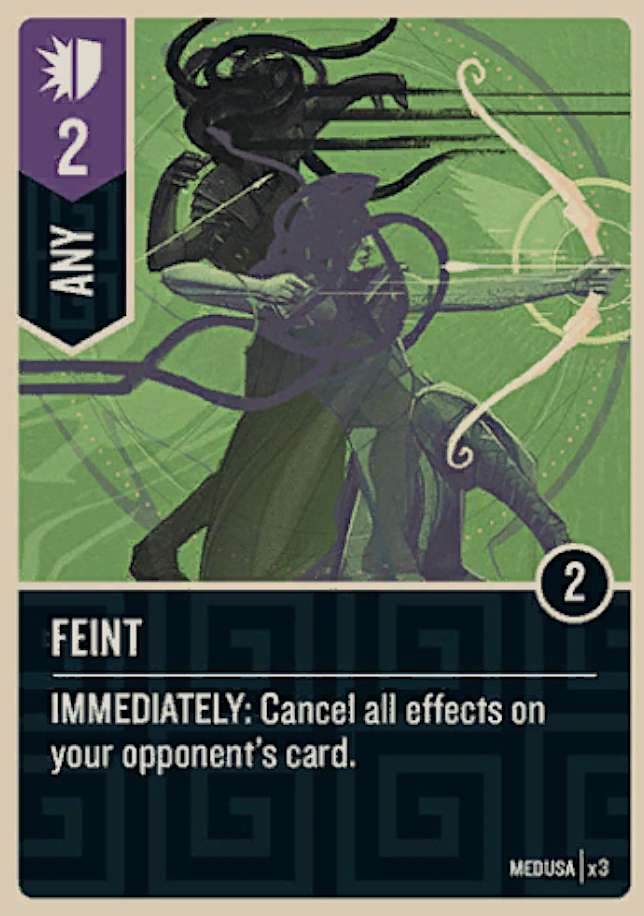 2
ANY
2
FEINT
IMMEDIATELY: Cancel all effects on
your opponent's card.
MEDUSA | x3